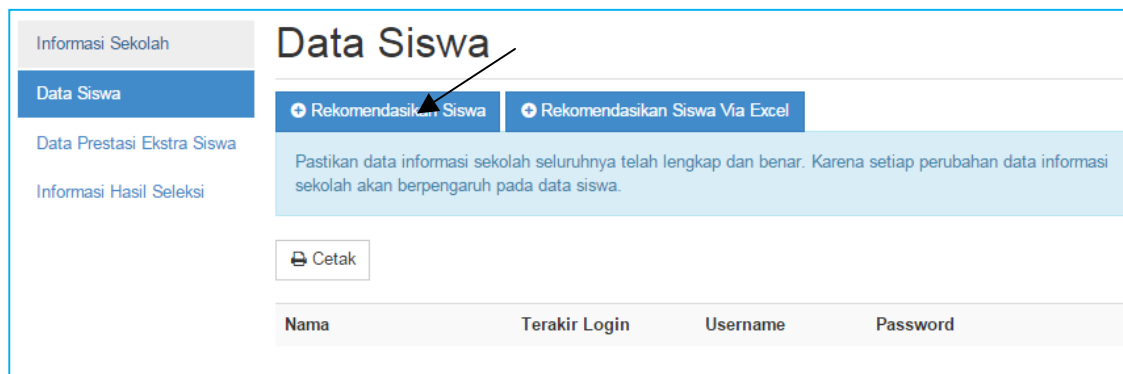 Informasi Sekolah
Data Siswa
Data Prestasi Ekstra Siswa
Informasi Hasil Seleksi
Data Siswa
Rekomendasikan Siswa
Rekomendasikan Siswa Via Excel
Pastikan data informasi sekolah seluruhnya telah lengkap dan benar. Karena setiap perubahan data informasi
sekolah akan berpengaruh pada data siswa.
Cetak
Nama Terakir Login Username Password